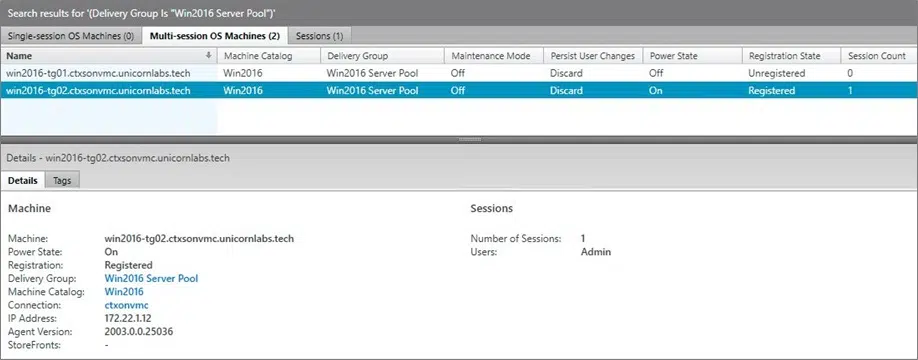 Search results for '(Delivery Group Is "Win2016 Server Pool")'
Single-session OS Machines (0) Multi-session OS Machines (2) Sessions (1)
Name Machine Catalog Delivery Group Maintenance Mode Persist User Changes Power State Registration State Session Count
win2016-tg01.ctxsonvmc.unicornlabs.tech Win2016 Win2016 Server Pool Off Discard Off Unregistered 0
win2016-tg02.ctxsonvmc.unicornlabs.tech Win2016 Win2016 Server Pool Off Discard On Registered 1
Details - win2016-tg02.ctxsonvmc.unicornlabs.tech
Details Tags
Machine Sessions
Machine: win2016-tg02.ctxsonvmc.unicornlabs.tech Number of Sessions: 1
Power State: On Users: Admin
Registration: Registered
Delivery Group: Win2016 Server Pool
Machine Catalog: Win2016
Connection: ctxonvmc
IP Address: 172.22.1.12
Agent Version: 2003.0.0.25036
StoreFronts: -